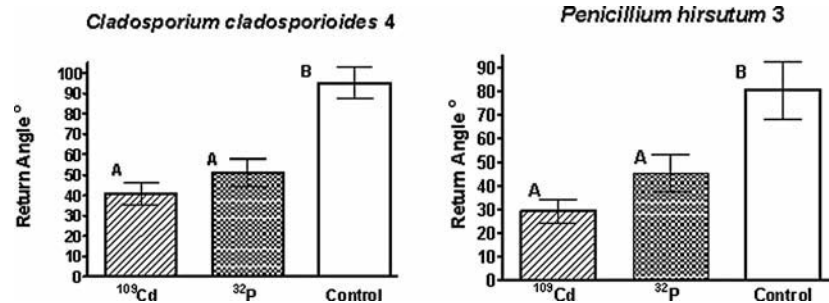 Cladosporium cladosporioides 4
Return Angle °
100
90
80
70
60
50
40
30
20
10
0
A
A
B
¹⁰⁹Cd
³²P
Control
Penicillium hirsutum 3
Return Angle °
90
80
70
60
50
40
30
20
10
0
A
A
B
¹⁰⁹Cd
³²P
Control